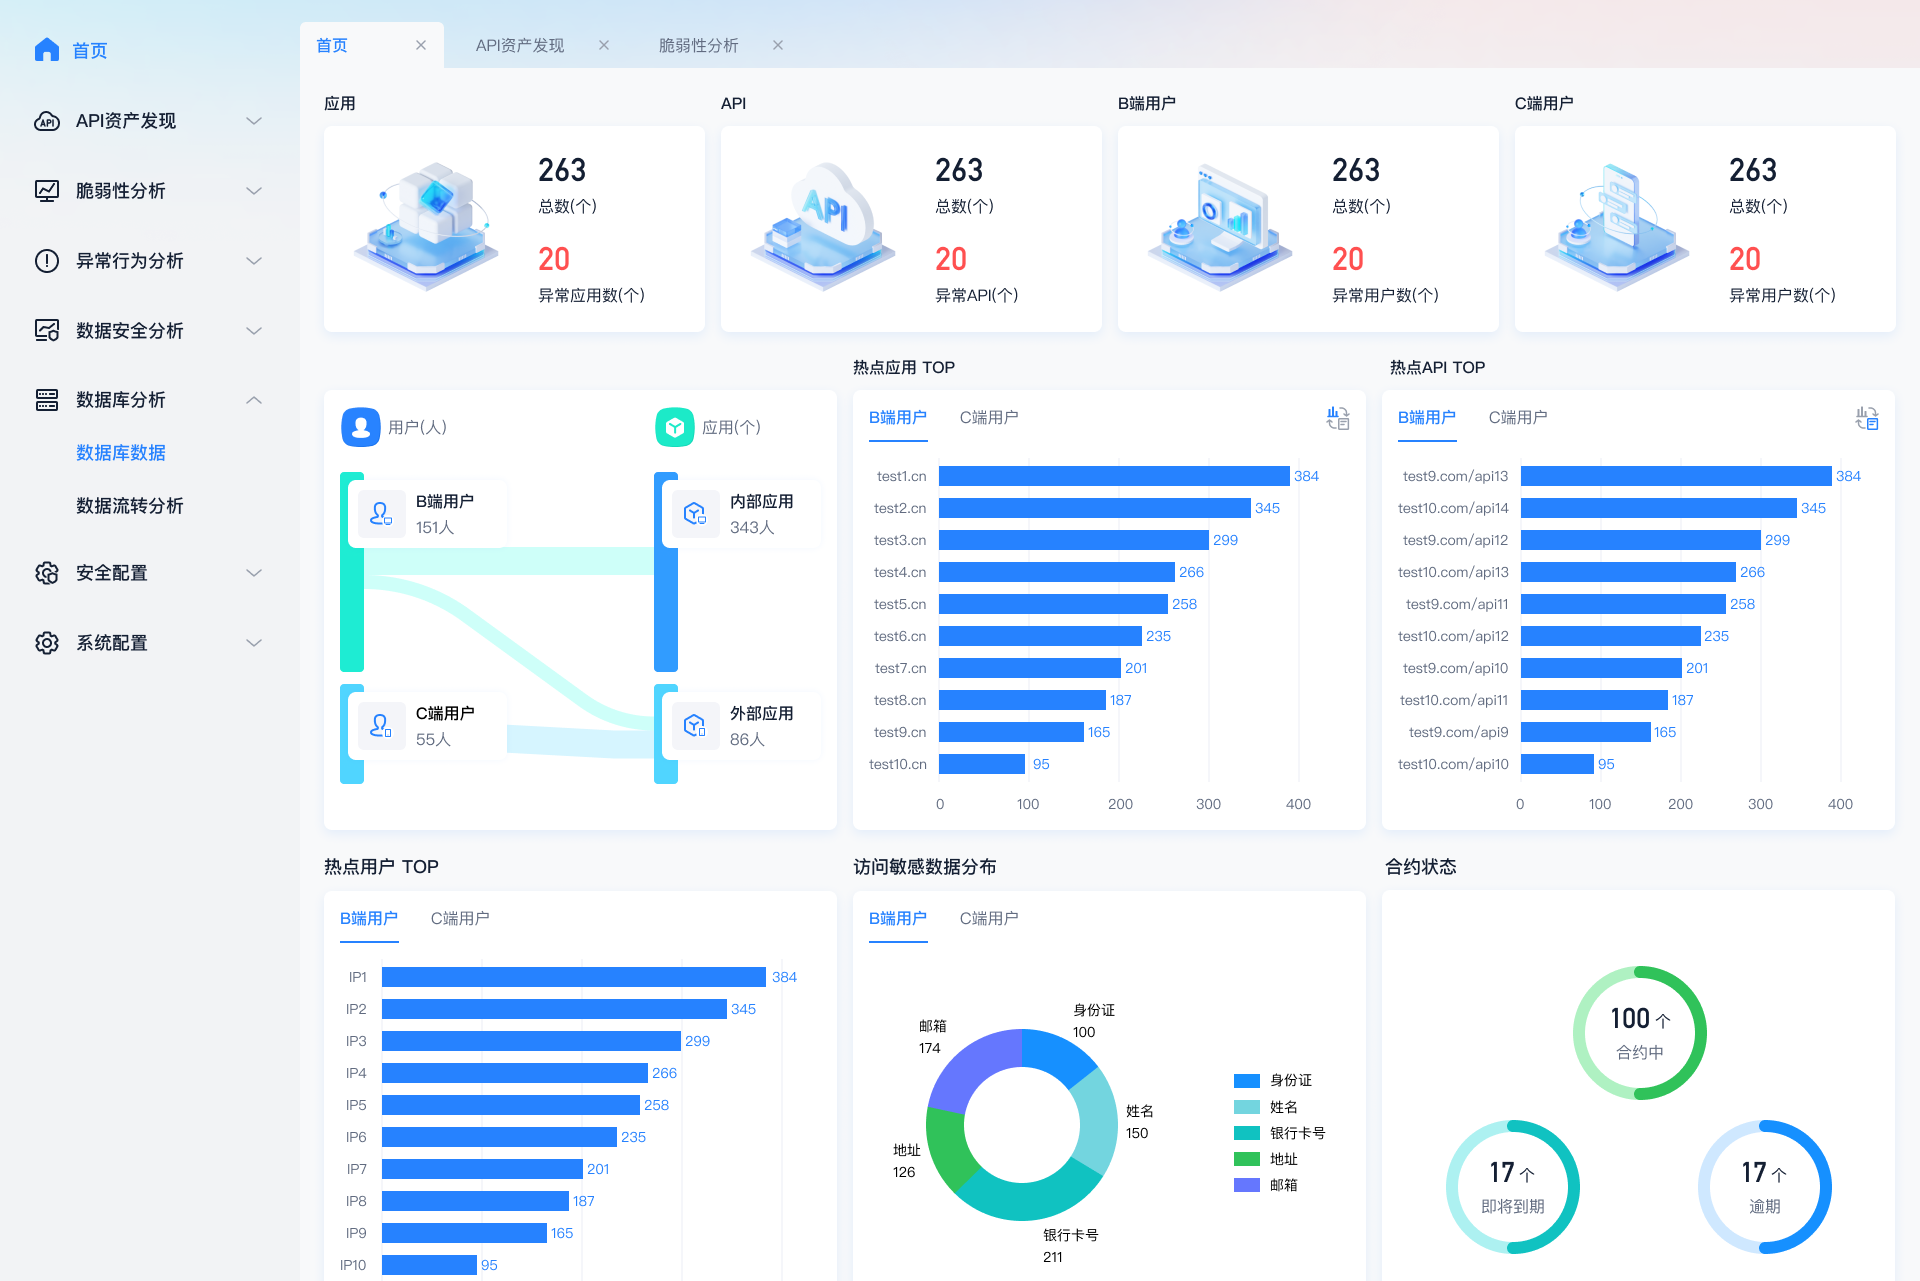 首页
API资产发现
脆弱性分析
异常行为分析
数据安全分析
数据库分析
数据库数据
数据流转分析
安全配置
系统配置
首页
API资产发现
脆弱性分析
应用
263
总数(个)
20
异常应用数(个)
API
API
263
总数(个)
20
异常API(个)
B端用户
263
总数(个)
20
异常用户数(个)
C端用户
263
总数(个)
20
异常用户数(个)
用户(人)
应用(个)
B端用户
151人
内部应用
343人
C端用户
55人
外部应用
86人
热点应用 TOP
B端用户 C端用户
test1.cn 384
test2.cn 345
test3.cn 299
test4.cn 266
test5.cn 258
test6.cn 235
test7.cn 201
test8.cn 187
test9.cn 165
test10.cn 95
0 100 200 300 400
热点API TOP
B端用户 C端用户
test9.com/api13 384
test10.com/api14 345
test9.com/api12 299
test10.com/api13 266
test9.com/api11 258
test10.com/api12 235
test9.com/api10 201
test10.com/api11 187
test9.com/api9 165
test10.com/api10 95
0 100 200 300 400
热点用户 TOP
B端用户 C端用户
IP1 384
IP2 345
IP3 299
IP4 266
IP5 258
IP6 235
IP7 201
IP8 187
IP9 165
IP10 95
访问敏感数据分布
B端用户 C端用户
身份证
100
邮箱
174
姓名
150
地址
126
银行卡号
211
身份证
姓名
银行卡号
地址
邮箱
合约状态
100 个
合约中
17 个
即将到期
17 个
逾期